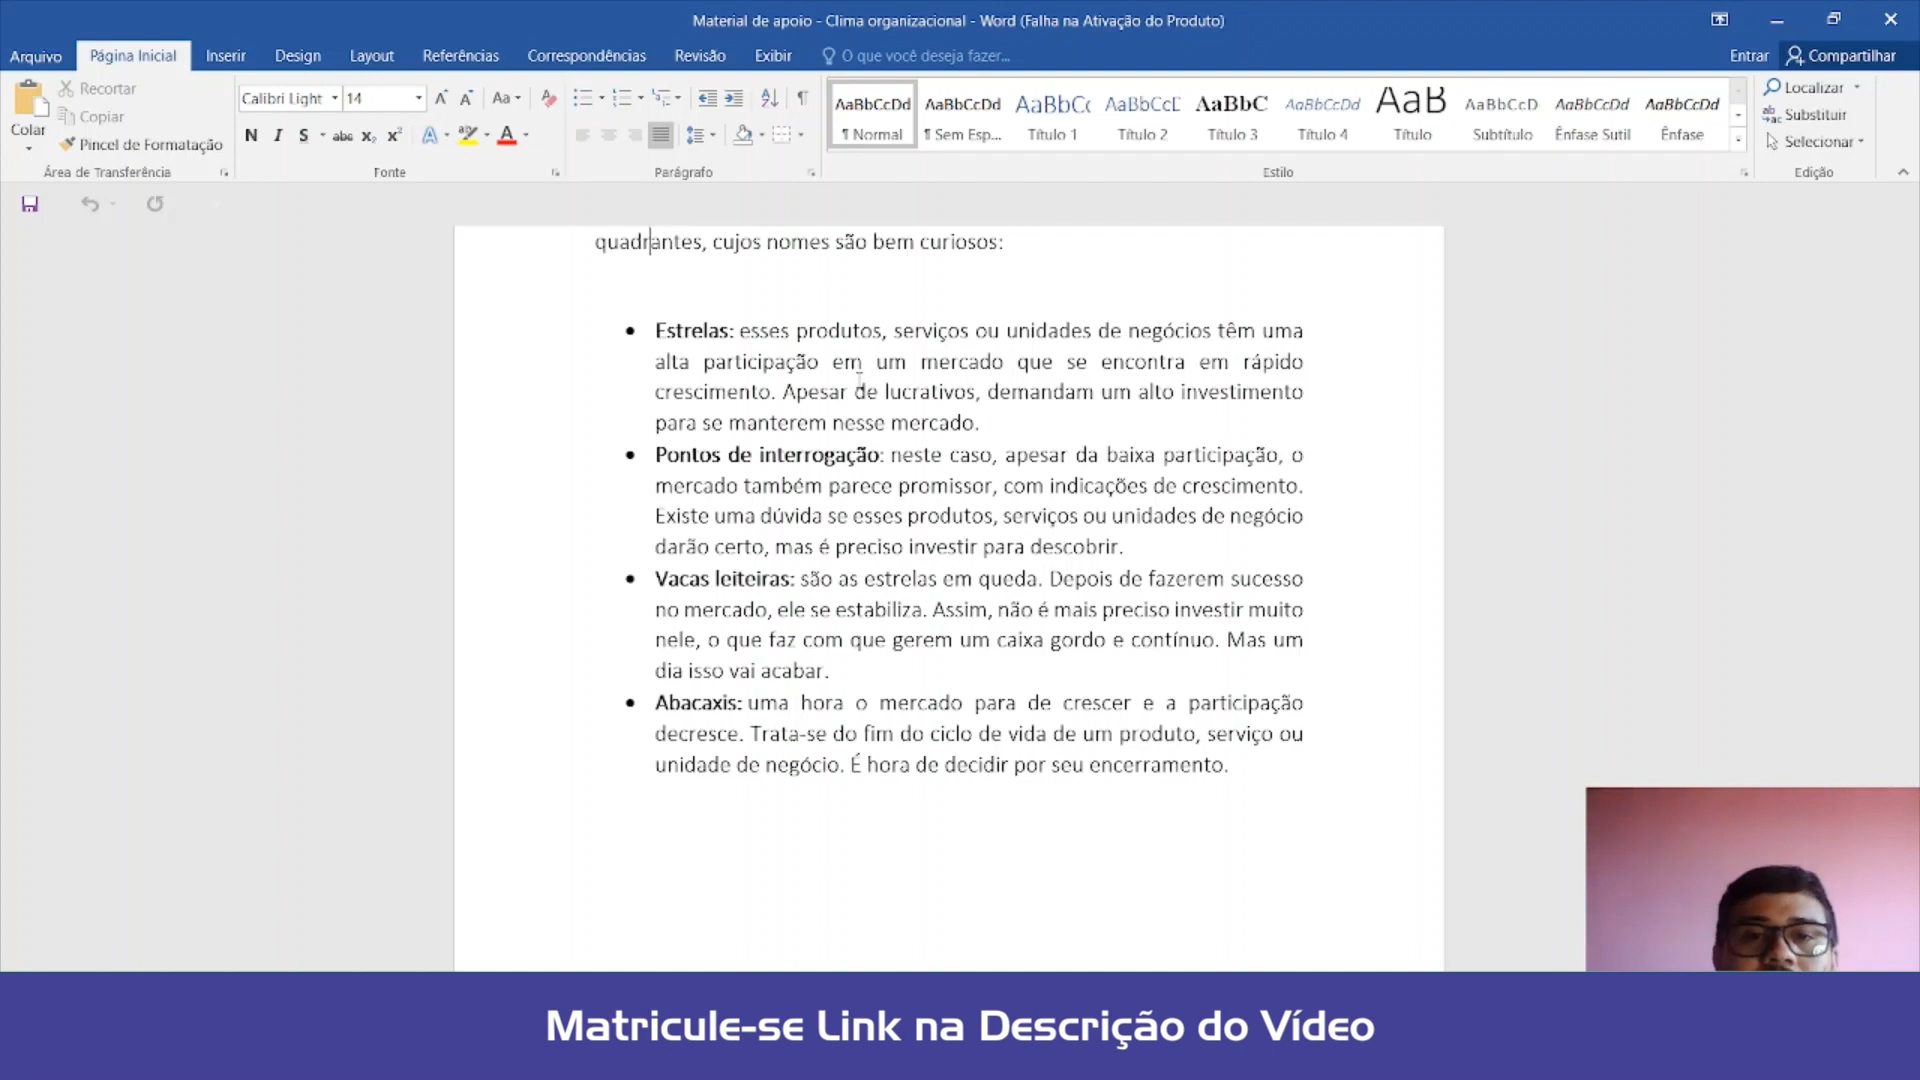 Material de apoio - Clima organizacional - Word (Falha na Ativação do Produto)
Arquivo Página Inicial Inserir Design Layout Referências Correspondências Revisão Exibir O que você deseja fazer... Entrar Compartilhar
Colar
Recortar
Copiar
Pincel de Formatação
Área de Transferência
Calibri Light 14 Aa
N I S abc x₂ x² A A
Fonte
Parágrafo
AaBbCcDd AaBbCcDd AaBbCc AaBbCcE AaBbC AaBbCcDd AaB AaBbCcD AaBbCcDd AaBbCcDd
¶ Normal ¶ Sem Esp... Título 1 Título 2 Título 3 Título 4 Título Subtítulo Ênfase Sutil Ênfase
Estilo
Localizar
Substituir
Selecionar
Edição
quadrantes, cujos nomes são bem curiosos:
• Estrelas: esses produtos, serviços ou unidades de negócios têm uma
alta participação em um mercado que se encontra em rápido
crescimento. Apesar de lucrativos, demandam um alto investimento
para se manterem nesse mercado.
• Pontos de interrogação: neste caso, apesar da baixa participação, o
mercado também parece promissor, com indicações de crescimento.
Existe uma dúvida se esses produtos, serviços ou unidades de negócio
darão certo, mas é preciso investir para descobrir.
• Vacas leiteiras: são as estrelas em queda. Depois de fazerem sucesso
no mercado, ele se estabiliza. Assim, não é mais preciso investir muito
nele, o que faz com que gerem um caixa gordo e contínuo. Mas um
dia isso vai acabar.
• Abacaxis: uma hora o mercado para de crescer e a participação
decresce. Trata-se do fim do ciclo de vida de um produto, serviço ou
unidade de negócio. É hora de decidir por seu encerramento.
Matricule-se Link na Descrição do Vídeo